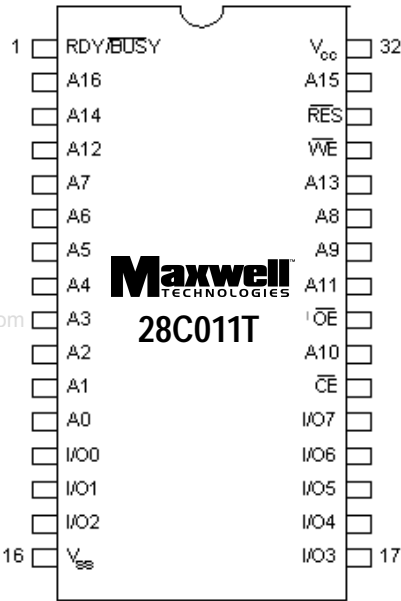 1 RDY/BUSY Vcc 32
A16 A15
A14 RES
A12 WE
A7 A13
A6 A8
A5 A9
A4 Maxwell A11
TECHNOLOGIES
om A3 28C011T OE
A2 A10
A1 CE
A0 I/O7
I/O0 I/O6
I/O1 I/O5
I/O2 I/O4
16 Vss I/O3 17